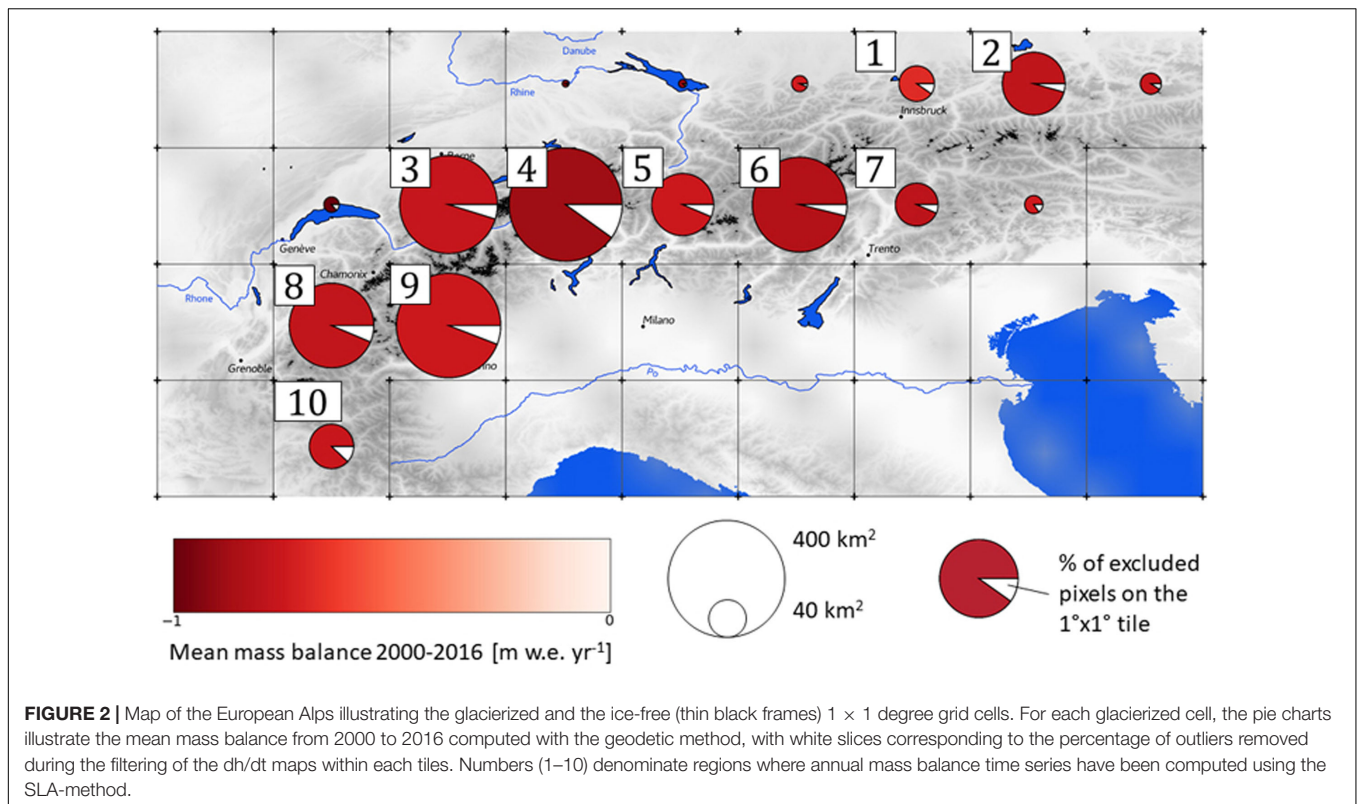 Danube
Rhine
1
2
Innsbruck
Berne
3
4
5
6
7
Genève
Trento
Chamonix
8
9
Rhone
Milano
Grenoble
ino
Po
10
400 km²
40 km²
% of excluded
pixels on the
1°x1° tile
−1
0
Mean mass balance 2000-2016 [m w.e. yr⁻¹]
FIGURE 2 | Map of the European Alps illustrating the glacierized and the ice-free (thin black frames) 1 × 1 degree grid cells. For each glacierized cell, the pie charts
illustrate the mean mass balance from 2000 to 2016 computed with the geodetic method, with white slices corresponding to the percentage of outliers removed
during the filtering of the dh/dt maps within each tiles. Numbers (1–10) denominate regions where annual mass balance time series have been computed using the
SLA-method.